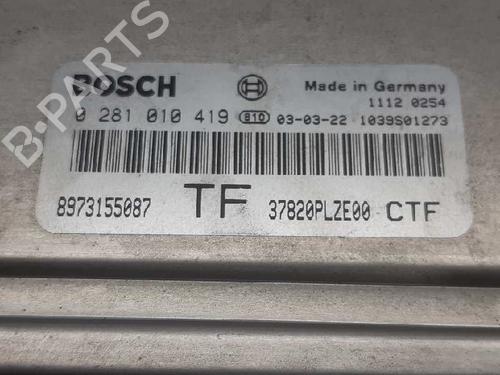 B-PARTS
BOSCH Made in Germany
1112 0254
0 281 010 419 B10 03-03-22 1039S01273
8973155087 TF 37820PLZE00 CTF